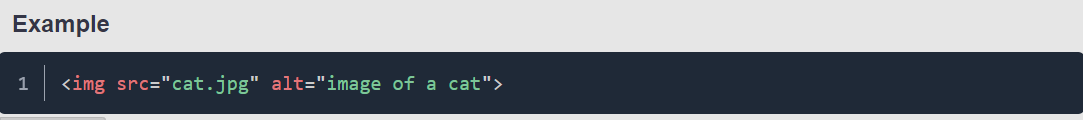 Example
1 <img src="cat.jpg" alt="image of a cat">